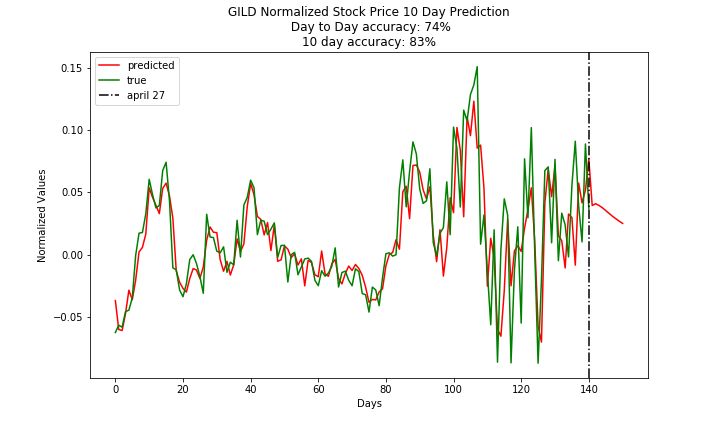 GILD Normalized Stock Price 10 Day Prediction
Day to Day accuracy: 74%
10 day accuracy: 83%
predicted
true
april 27
0.15
0.10
0.05
0.00
−0.05
Normalized Values
0 20 40 60 80 100 120 140
Days